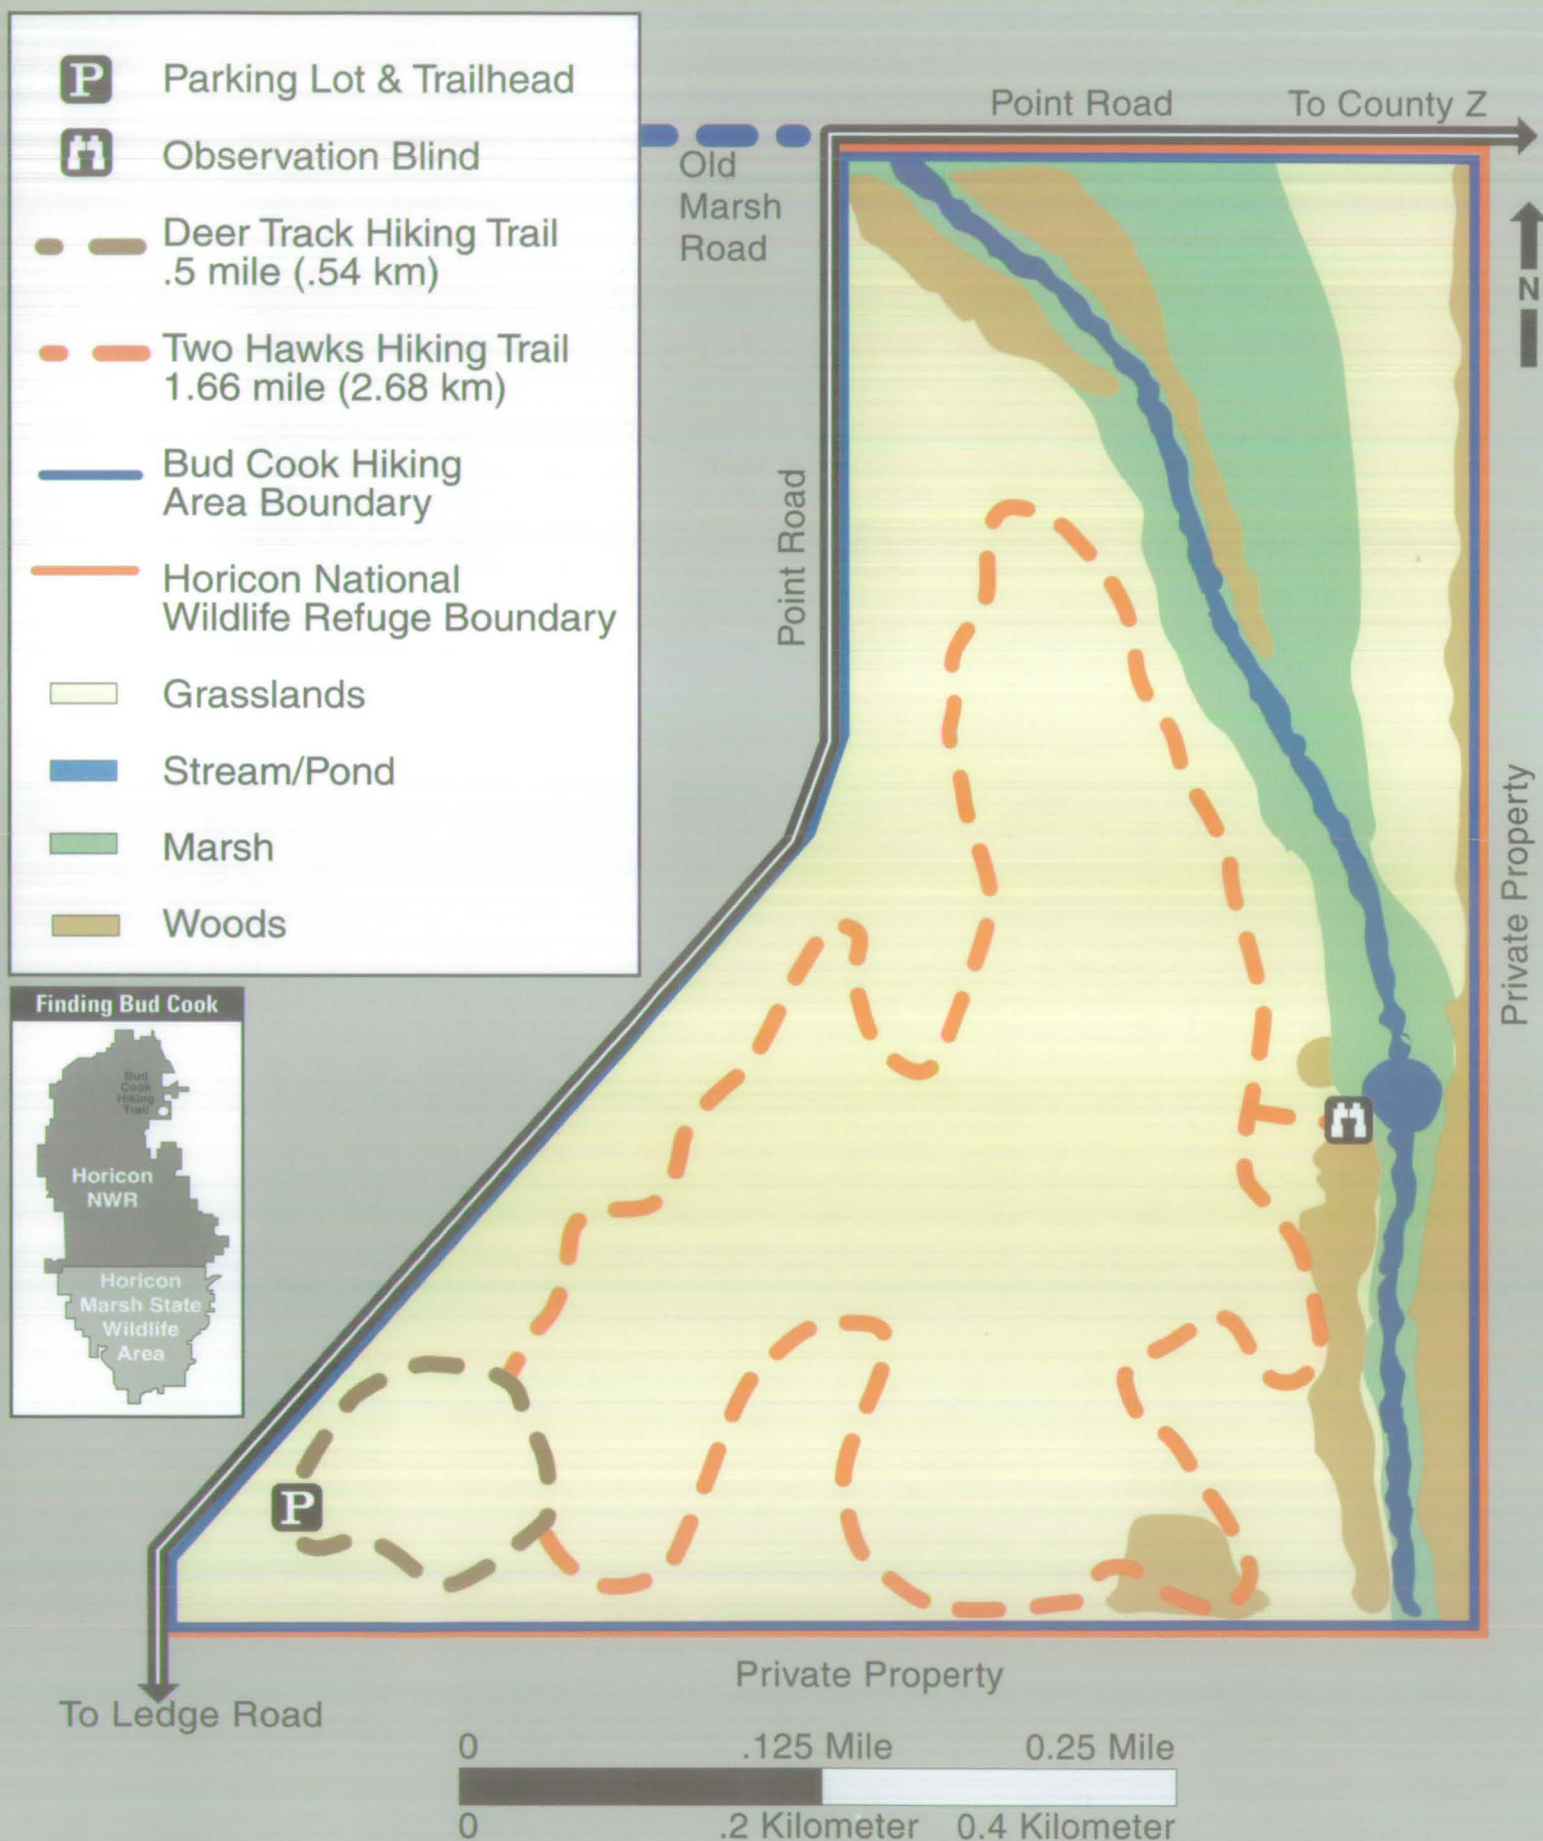 P
Parking Lot & Trailhead
Observation Blind
Deer Track Hiking Trail
.5 mile (.54 km)
Two Hawks Hiking Trail
1.66 mile (2.68 km)
Bud Cook Hiking
Area Boundary
Horicon National
Wildlife Refuge Boundary
Grasslands
Stream/Pond
Marsh
Woods
Finding Bud Cook
Bud
Cook
Hiking
Trail
Horicon
NWR
Horicon
Marsh State
Wildlife
Area
Point Road
To County Z
Old
Marsh
Road
N
Point Road
Private Property
P
Private Property
To Ledge Road
0 .125 Mile 0.25 Mile
0 .2 Kilometer 0.4 Kilometer